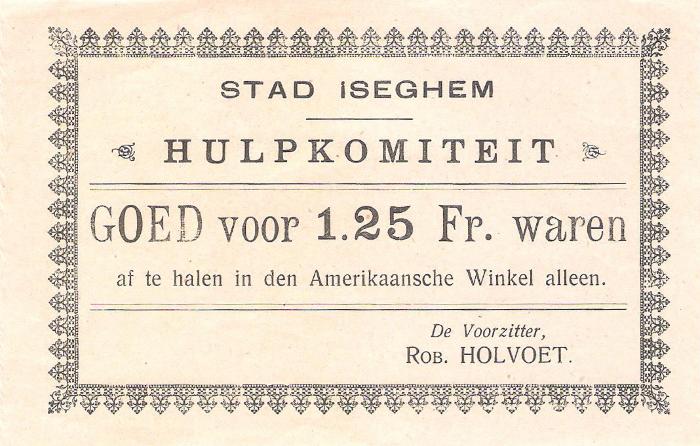 STAD ISEGHEM
HULPKOMITEIT
GOED voor 1.25 Fr. waren
af te halen in den Amerikaansche Winkel alleen.
De Voorzitter,
ROB. HOLVOET.